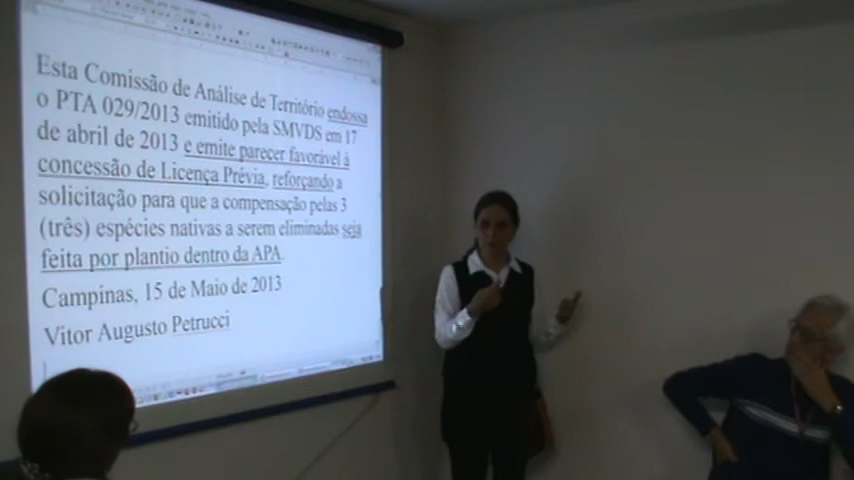 Esta Comissão de Análise de Território endossa
o PTA 029/2013 emitido pela SMVDS em 17
de abril de 2013 e emite parecer favorável à
concessão de Licença Prévia, reforçando a
solicitação para que a compensação pelas 3
(três) espécies nativas a serem eliminadas seja
feita por plantio dentro da APA.
Campinas, 15 de Maio de 2013
Vitor Augusto Petrucci